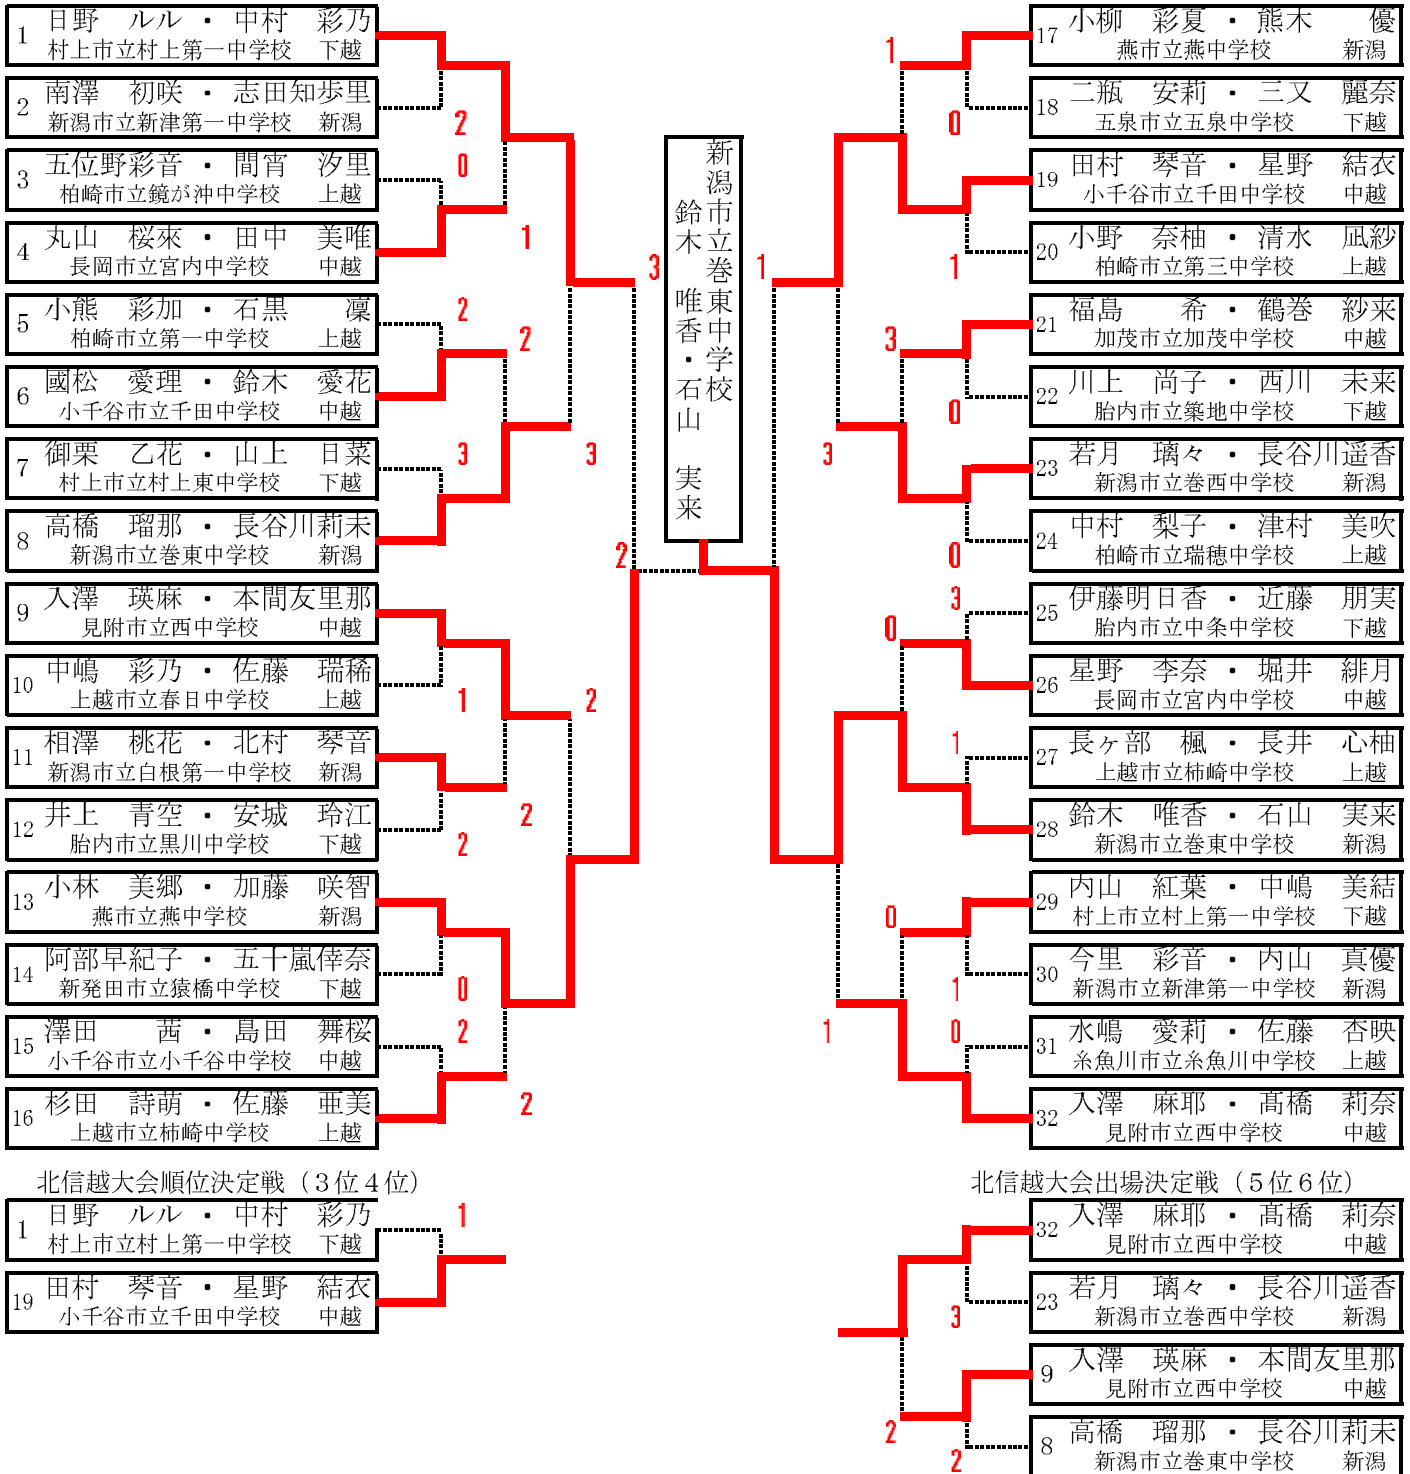 1 日野 ルル ・ 中村 彩乃
村上市立村上第一中学校 下越
2 南澤 初咲 ・ 志田知歩里
新潟市立新津第一中学校 新潟
2
3 五位野彩音 ・ 間宵 汐里
柏崎市立鏡が沖中学校 上越
0
4 丸山 桜來 ・ 田中 美唯
長岡市立宮内中学校 中越
1
5 小熊 彩加 ・ 石黒 凜
柏崎市立第一中学校 上越
2
2
6 國松 愛理 ・ 鈴木 愛花
小千谷市立千田中学校 中越
7 御栗 乙花 ・ 山上 日菜
村上市立村上東中学校 下越
3
3
8 高橋 瑠那 ・ 長谷川莉未
新潟市立巻東中学校 新潟
9 入澤 瑛麻 ・ 本間友里那
見附市立西中学校 中越
10 中嶋 彩乃 ・ 佐藤 瑞稀
上越市立春日中学校 上越
1
2
11 相澤 桃花 ・ 北村 琴音
新潟市立白根第一中学校 新潟
12 井上 青空 ・ 安城 玲江
胎内市立黒川中学校 下越
2
2
13 小林 美郷 ・ 加藤 咲智
燕市立燕中学校 新潟
14 阿部早紀子 ・ 五十嵐倖奈
新発田市立猿橋中学校 下越
0
15 澤田 茜 ・ 島田 舞桜
小千谷市立小千谷中学校 中越
2
16 杉田 詩萌 ・ 佐藤 亜美
上越市立柿崎中学校 上越
2
3
2
新潟市立巻東中学校
鈴木 唯香・石山 実来
1
17 小柳 彩夏 ・ 熊木 優
燕市立燕中学校 新潟
1
18 二瓶 安莉 ・ 三又 麗奈
五泉市立五泉中学校 下越
0
19 田村 琴音 ・ 星野 結衣
小千谷市立千田中学校 中越
20 小野 奈柚 ・ 清水 凪紗
柏崎市立第三中学校 上越
1
21 福島 希 ・ 鶴巻 紗来
加茂市立加茂中学校 中越
3
22 川上 尚子 ・ 西川 未来
胎内市立築地中学校 下越
0
23 若月 璃々 ・ 長谷川遥香
新潟市立巻西中学校 新潟
3
24 中村 梨子 ・ 津村 美吹
柏崎市立瑞穂中学校 上越
0
25 伊藤明日香 ・ 近藤 朋実
胎内市立中条中学校 下越
3
0
26 星野 李奈 ・ 堀井 緋月
長岡市立宮内中学校 中越
27 長ヶ部 楓 ・ 長井 心柚
上越市立柿崎中学校 上越
1
28 鈴木 唯香 ・ 石山 実来
新潟市立巻東中学校 新潟
29 内山 紅葉 ・ 中嶋 美結
村上市立村上第一中学校 下越
0
30 今里 彩音 ・ 内山 真優
新潟市立新津第一中学校 新潟
1
31 水嶋 愛莉 ・ 佐藤 杏映
糸魚川市立糸魚川中学校 上越
0
1
32 入澤 麻耶 ・ 髙橋 莉奈
見附市立西中学校 中越
北信越大会順位決定戦（３位４位）
1 日野 ルル ・ 中村 彩乃
村上市立村上第一中学校 下越
1
19 田村 琴音 ・ 星野 結衣
小千谷市立千田中学校 中越
北信越大会出場決定戦（５位６位）
32 入澤 麻耶 ・ 髙橋 莉奈
見附市立西中学校 中越
23 若月 璃々 ・ 長谷川遥香
新潟市立巻西中学校 新潟
3
9 入澤 瑛麻 ・ 本間友里那
見附市立西中学校 中越
2
8 高橋 瑠那 ・ 長谷川莉未
新潟市立巻東中学校 新潟
2